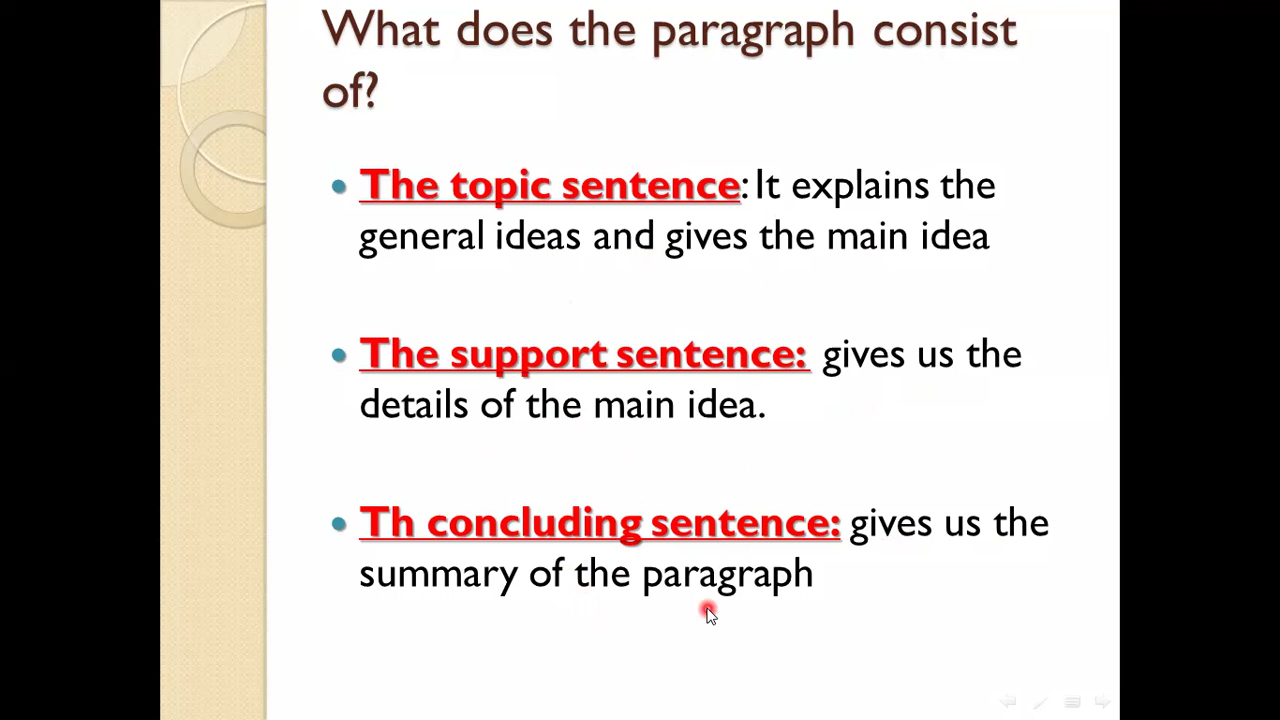 What does the paragraph consist
of?
The topic sentence: It explains the
general ideas and gives the main idea
The support sentence: gives us the
details of the main idea.
Th concluding sentence: gives us the
summary of the paragraph